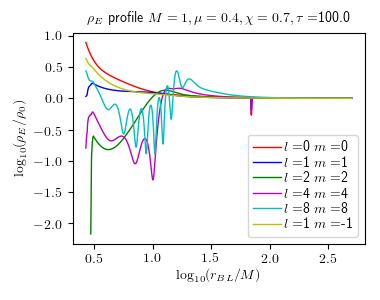 ρ_E profile M = 1, μ = 0.4, χ = 0.7, τ =100.0
log₁₀(ρ_E/ρ₀)
1.0
0.5
0.0
−0.5
−1.0
−1.5
−2.0
l =0 m =0
l =1 m =1
l =2 m =2
l =4 m =4
l =8 m =8
l =1 m =-1
0.5 1.0 1.5 2.0 2.5
log₁₀(r_BL/M)